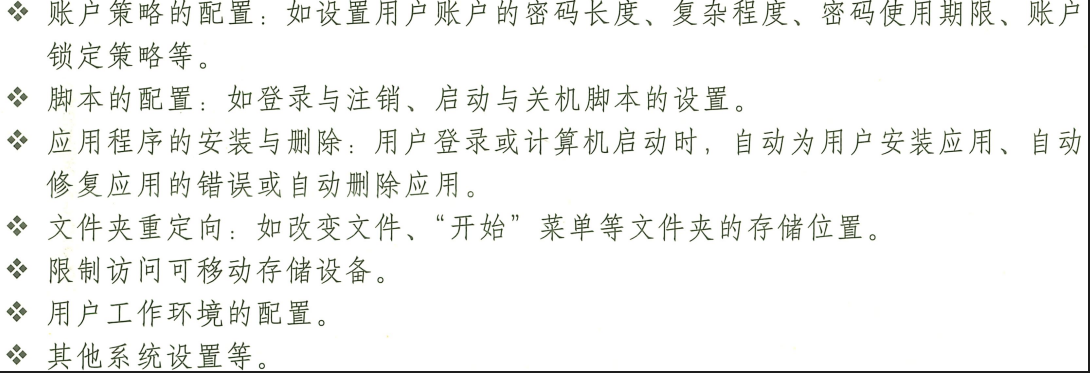 ❖ 账户策略的配置：如设置用户账户的密码长度、复杂程度、密码使用期限、账户
锁定策略等。
❖ 脚本的配置：如登录与注销、启动与关机脚本的设置。
❖ 应用程序的安装与删除：用户登录或计算机启动时，自动为用户安装应用、自动
修复应用的错误或自动删除应用。
❖ 文件夹重定向：如改变文件、“开始”菜单等文件夹的存储位置。
❖ 限制访问可移动存储设备。
❖ 用户工作环境的配置。
❖ 其他系统设置等。